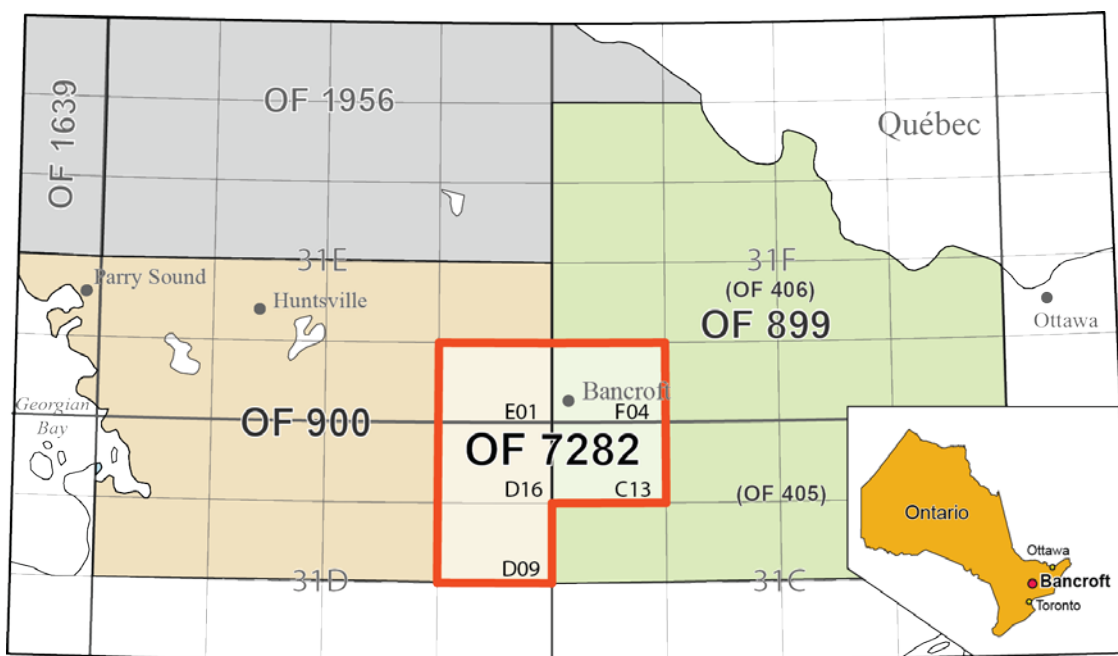 OF 1639
OF 1956
Québec
31E
31F
Parry Sound
Huntsville
(OF 406)
OF 899
Ottawa
Bancroft
Georgian
Bay
E01
F04
OF 900
OF 7282
D16
C13
(OF 405)
D09
31D
31C
Ontario
Ottawa
Bancroft
Toronto